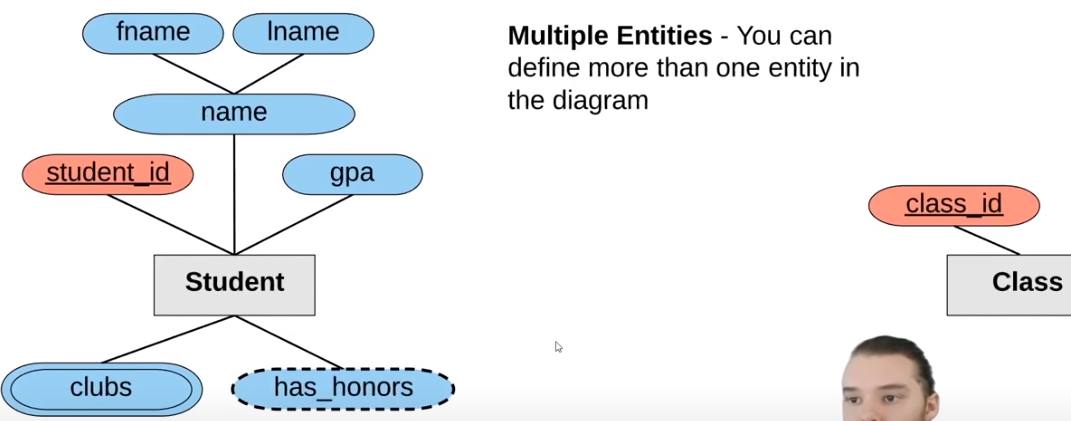 fname
lname
name
student_id
gpa
Student
clubs
has_honors
Multiple Entities - You can
define more than one entity in
the diagram
class_id
Class